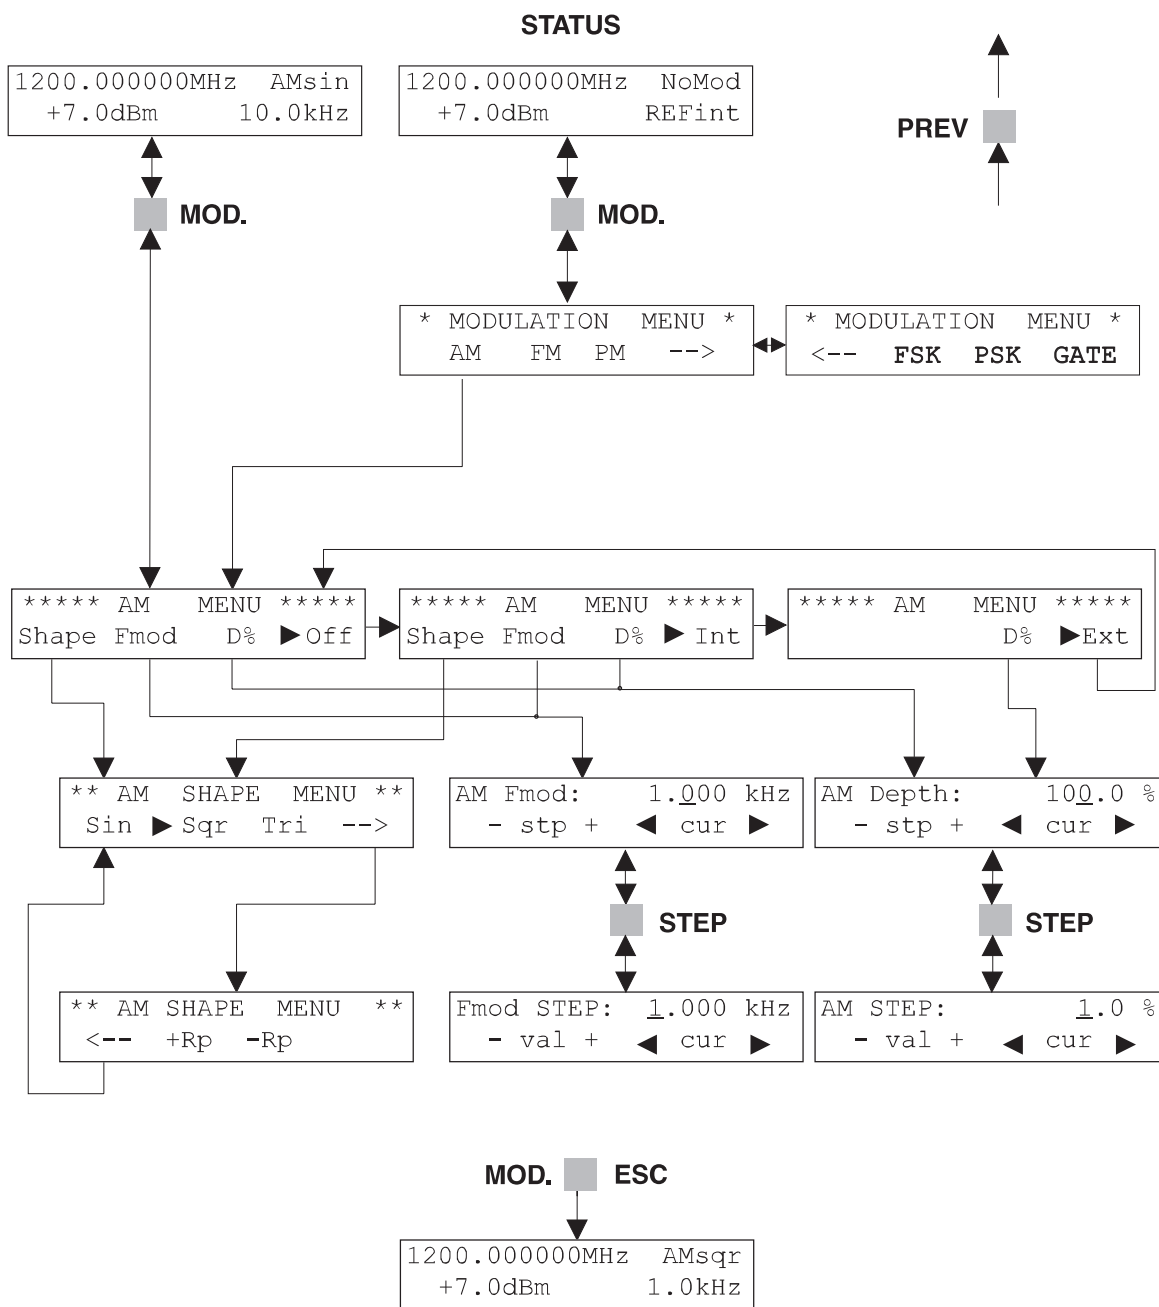 STATUS
1200.000000MHz AMsin
+7.0dBm 10.0kHz
1200.000000MHz NoMod
+7.0dBm REFint
PREV
MOD.
MOD.
* MODULATION MENU *
AM FM PM -->
* MODULATION MENU *
<-- FSK PSK GATE
***** AM MENU *****
Shape Fmod D% ▶Off
***** AM MENU *****
Shape Fmod D% ▶ Int
***** AM MENU *****
D% ▶Ext
** AM SHAPE MENU **
Sin ▶ Sqr Tri -->
AM Fmod: 1.000 kHz
- stp + ◀ cur ▶
AM Depth: 100.0 %
- stp + ◀ cur ▶
STEP
STEP
** AM SHAPE MENU **
<-- +Rp -Rp
Fmod STEP: 1.000 kHz
- val + ◀ cur ▶
AM STEP: 1.0 %
- val + ◀ cur ▶
MOD. ESC
1200.000000MHz AMsqr
+7.0dBm 1.0kHz